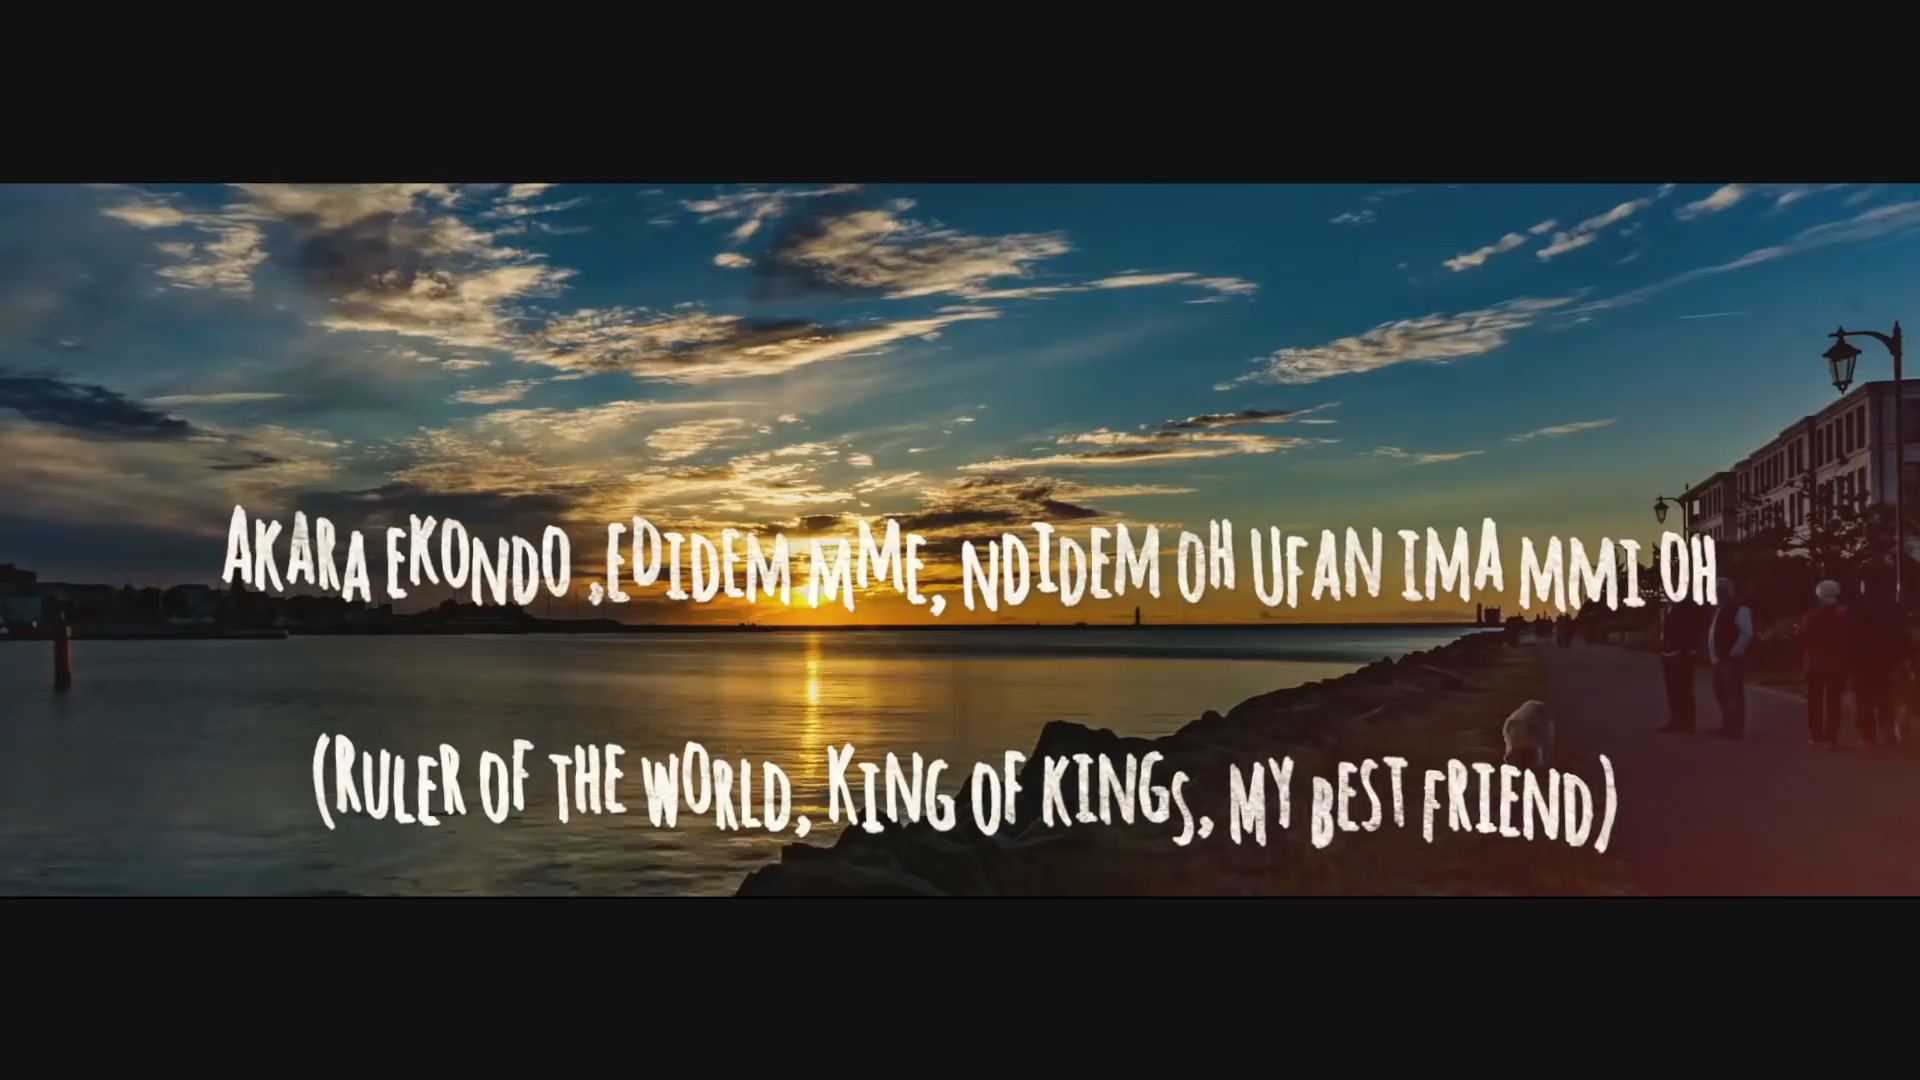 AKARA EKONDO ,EDIDEM MME, NDIDEM OH UFAN IMA MMI OH
(RULER OF THE WORLD, KING OF KINGS, MY BEST FRIEND)